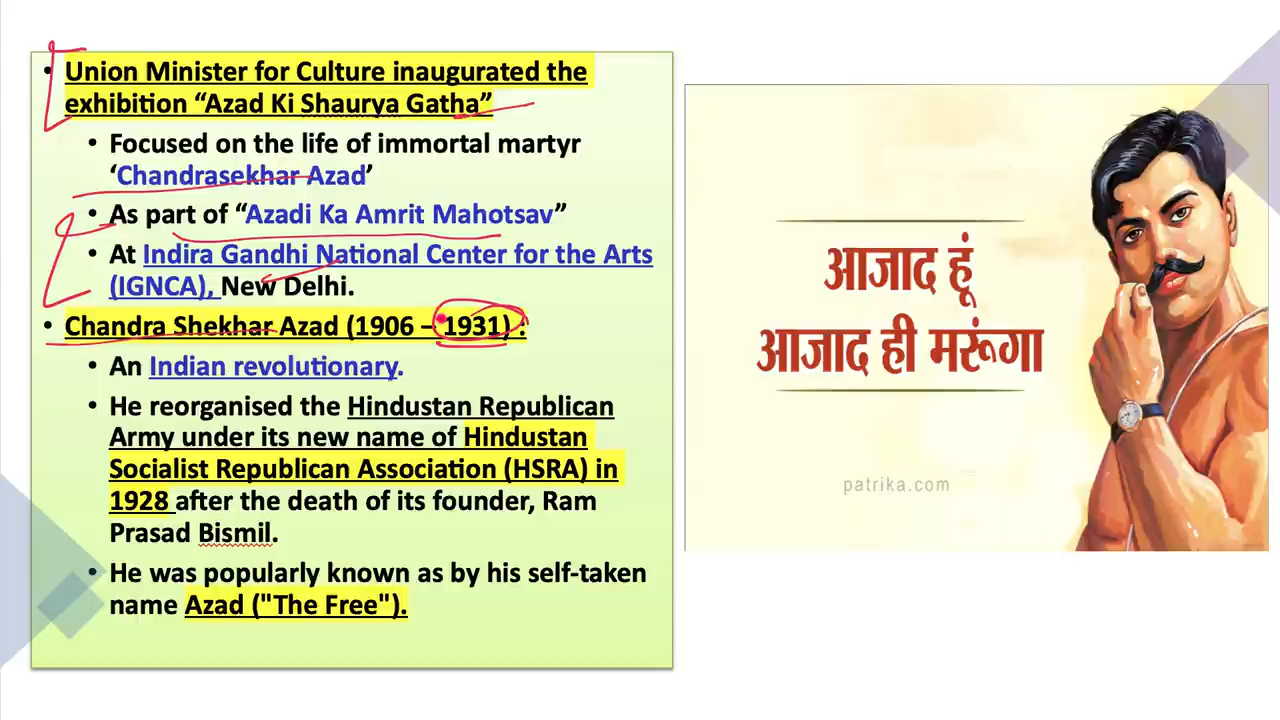 • Union Minister for Culture inaugurated the
exhibition “Azad Ki Shaurya Gatha”
• Focused on the life of immortal martyr
‘Chandrasekhar Azad’
• As part of “Azadi Ka Amrit Mahotsav”
• At Indira Gandhi National Center for the Arts
(IGNCA), New Delhi.
• Chandra Shekhar Azad (1906 – 1931) :
• An Indian revolutionary.
• He reorganised the Hindustan Republican
Army under its new name of Hindustan
Socialist Republican Association (HSRA) in
1928 after the death of its founder, Ram
Prasad Bismil.
• He was popularly known as by his self-taken
name Azad ("The Free").
आजाद हूं
आजाद ही मरूंगा
patrika.com